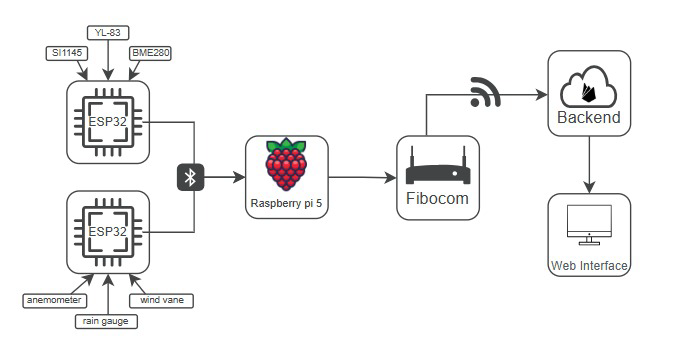 YL-83
SI1145
BME280
ESP32
ESP32
anemometer
wind vane
rain gauge
Raspberry pi 5
Fibocom
Backend
Web Interface